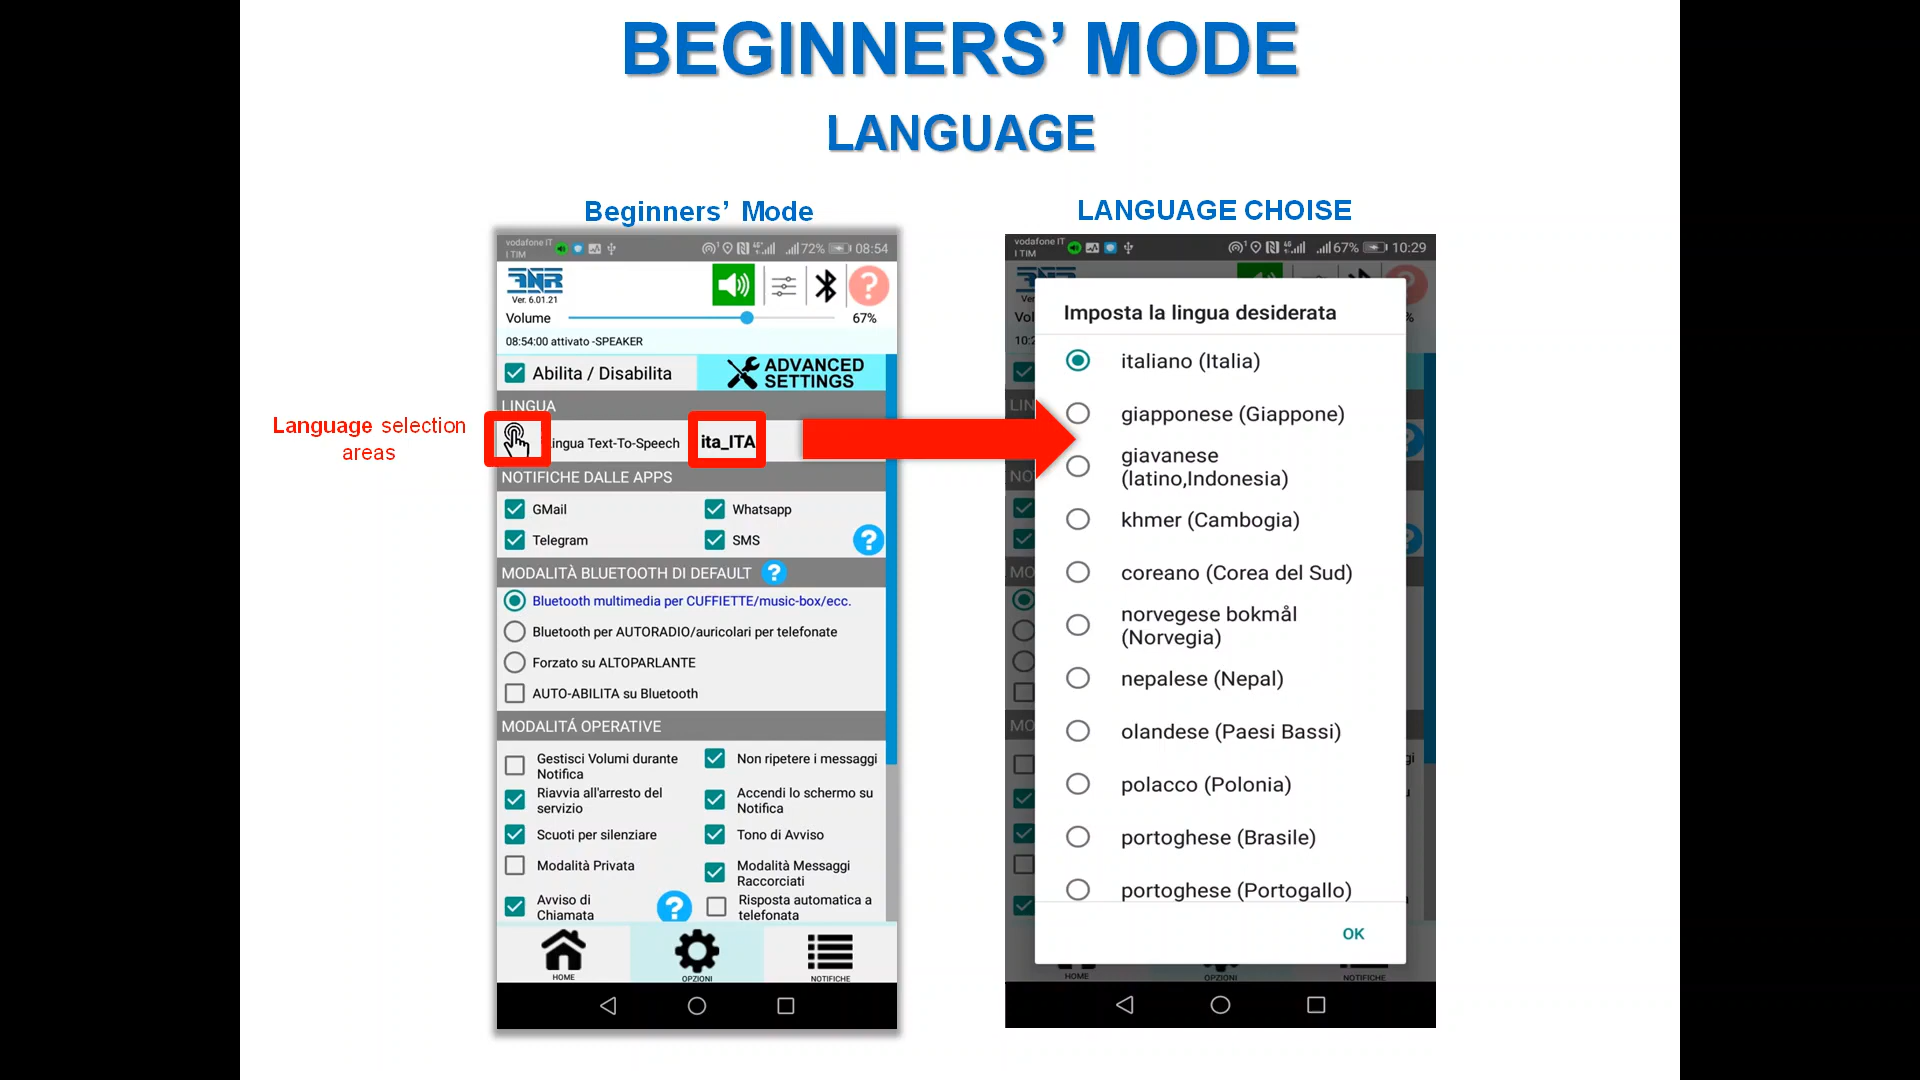 BEGINNERS’ MODE
LANGUAGE
Beginners’ Mode
LANGUAGE CHOISE
Language selection
areas
vodafone IT
I TIM
72%
08:54
Ver. 6.01.21
?
Volume
67%
08:54:00 attivato -SPEAKER
Abilita / Disabilita
ADVANCED
SETTINGS
LINGUA
ingua Text-To-Speech
ita_ITA
NOTIFICHE DALLE APPS
GMail
Whatsapp
Telegram
SMS
?
MODALITÀ BLUETOOTH DI DEFAULT
?
Bluetooth multimedia per CUFFIETTE/music-box/ecc.
Bluetooth per AUTORADIO/auricolari per telefonate
Forzato su ALTOPARLANTE
AUTO-ABILITA su Bluetooth
MODALITÁ OPERATIVE
Gestisci Volumi durante
Notifica
Non ripetere i messaggi
Riavvia all'arresto del
servizio
Accendi lo schermo su
Notifica
Scuoti per silenziare
Tono di Avviso
Modalità Privata
Modalità Messaggi
Raccorciati
Avviso di
Chiamata
?
Risposta automatica a
telefonata
HOME
OPZIONI
NOTIFICHE
vodafone IT
I TIM
67%
10:29
Imposta la lingua desiderata
italiano (Italia)
giapponese (Giappone)
giavanese
(latino,Indonesia)
khmer (Cambogia)
coreano (Corea del Sud)
norvegese bokmål
(Norvegia)
nepalese (Nepal)
olandese (Paesi Bassi)
polacco (Polonia)
portoghese (Brasile)
portoghese (Portogallo)
OK
HOME
OPZIONI
NOTIFICHE